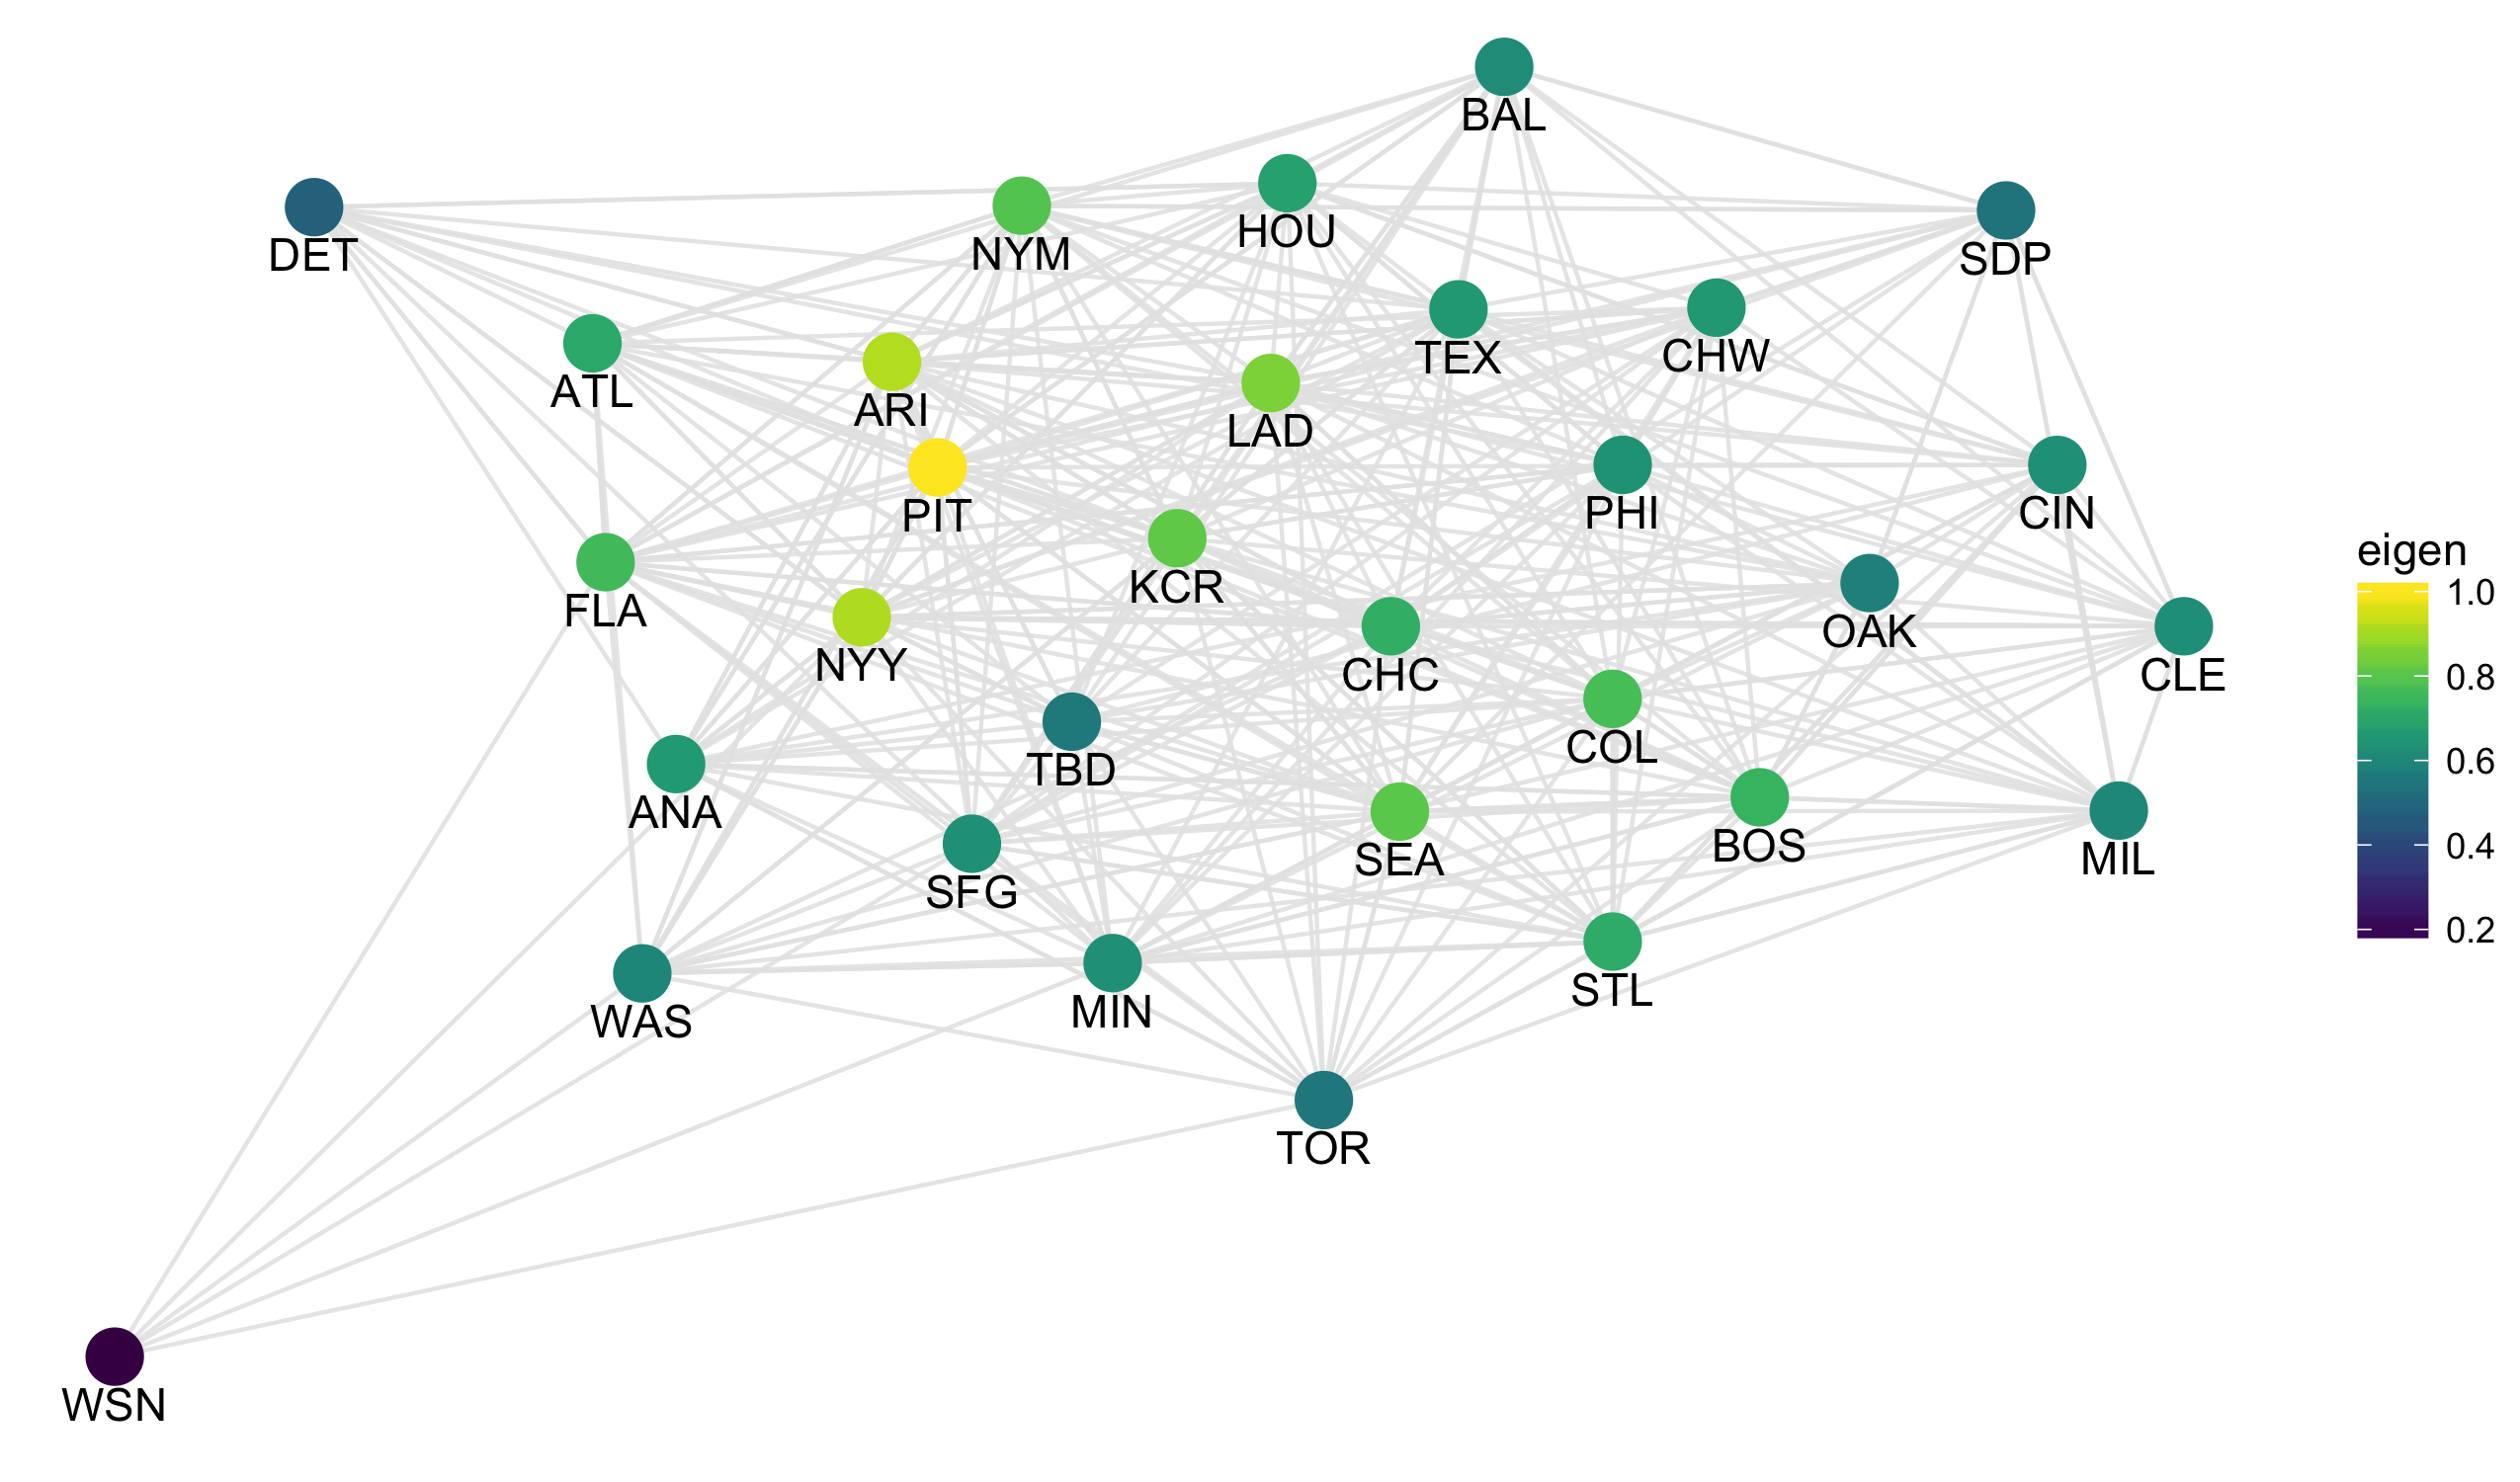 BAL
DET
NYM
HOU
SDP
TEX
CHW
ATL
ARI
LAD
PIT
PHI
CIN
FLA
KCR
NYY
CHC
OAK
CLE
eigen
1.0
0.8
0.6
0.4
0.2
TBD
COL
ANA
SFG
SEA
BOS
MIL
WAS
MIN
STL
TOR
WSN